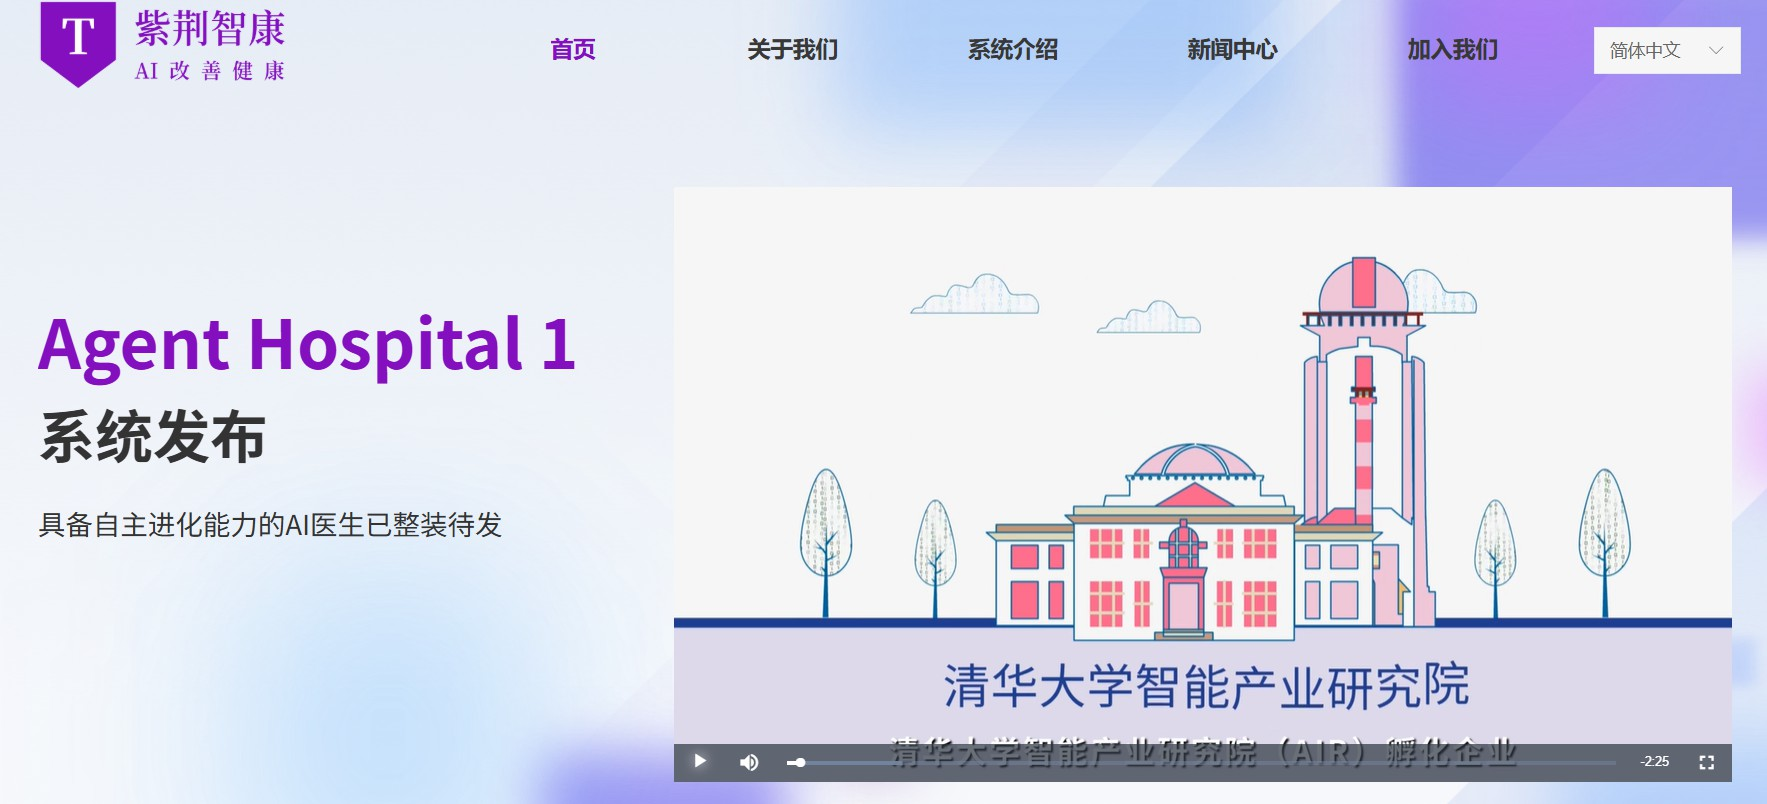 T
紫荆智康
AI 改 善 健 康
首页
关于我们
系统介绍
新闻中心
加入我们
简体中文
Agent Hospital 1
系统发布
具备自主进化能力的AI医生已整装待发
清华大学智能产业研究院
清华大学智能产业研究院（AIR）孵化企业
-2:25